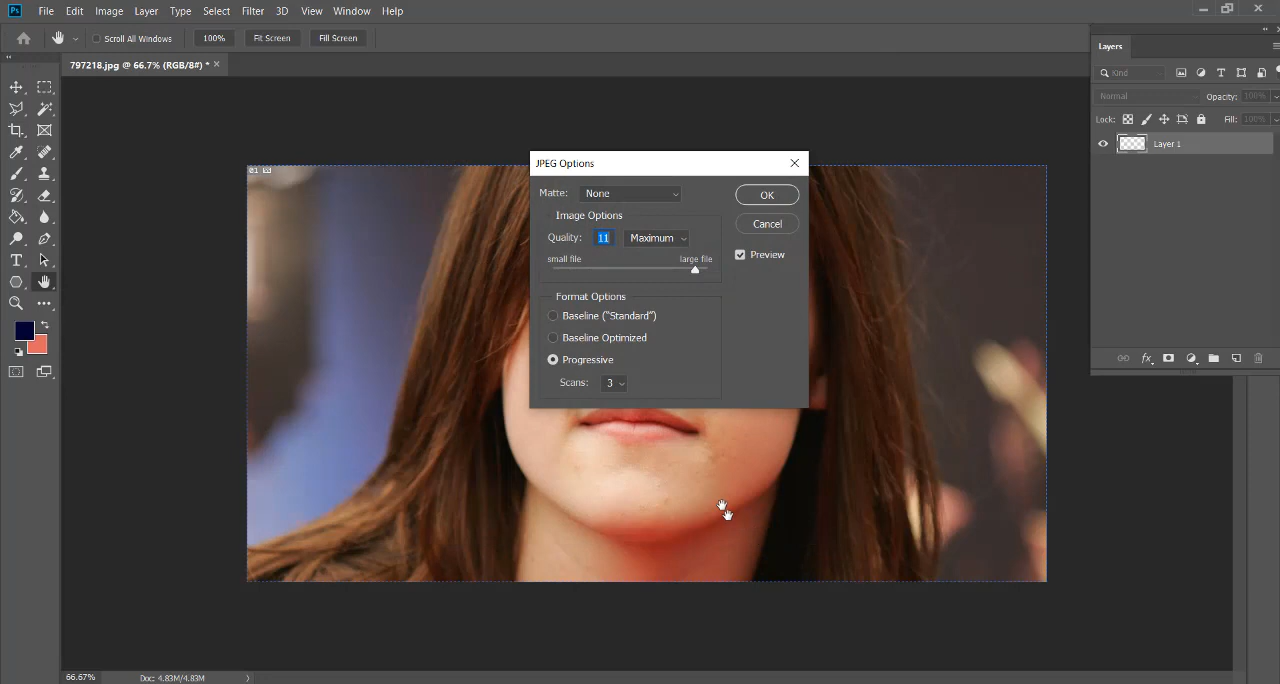 Ps File Edit Image Layer Type Select Filter 3D View Window Help
Scroll All Windows 100% Fit Screen Fill Screen
797218.jpg @ 66.7% (RGB/8#) * ×
01
JPEG Options
Matte: None
OK
Image Options
Quality: 11 Maximum
Cancel
small file large file
Preview
Format Options
Baseline ("Standard")
Baseline Optimized
Progressive
Scans: 3
Layers
Kind
Normal Opacity: 100%
Lock: Fill: 100%
Layer 1
fx
66.67% Doc: 4.83M/4.83M